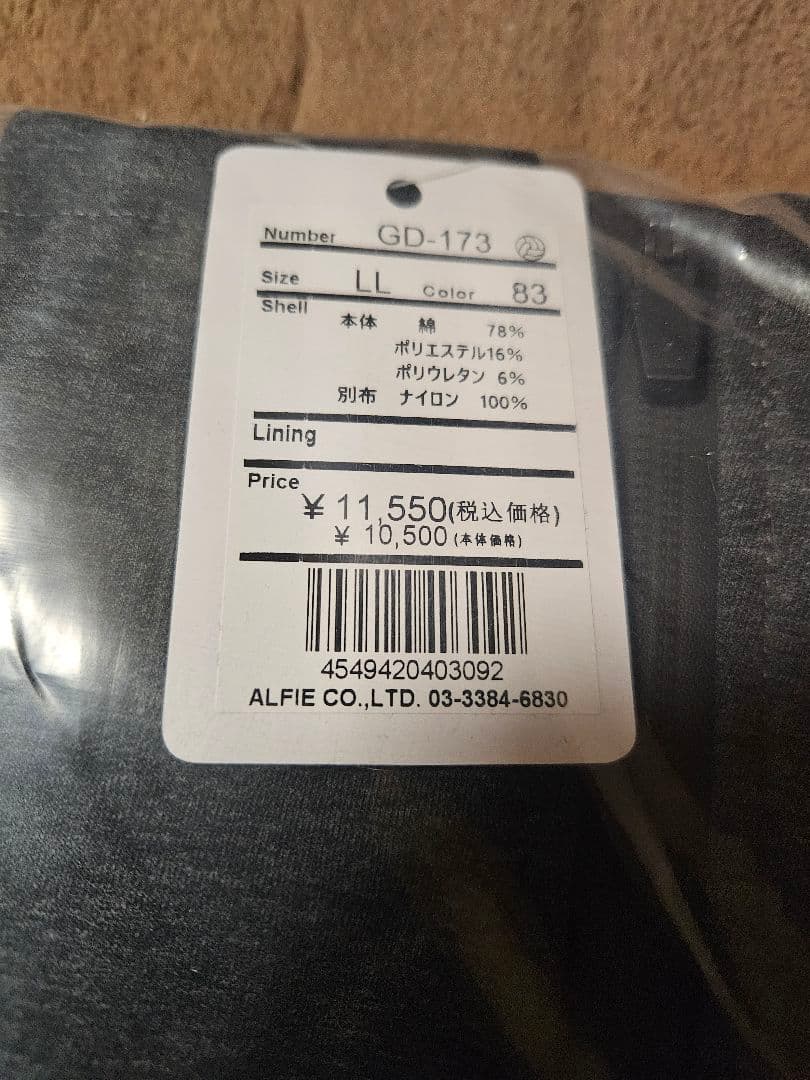 Number GD-173
Size LL Color 83
Shell
本体 綿 78%
ポリエステル16%
ポリウレタン 6%
別布 ナイロン 100%
Lining
Price
¥ 11,550(税込価格)
¥ 10,500 (本体価格)
4549420403092
ALFIE CO.,LTD. 03-3384-6830